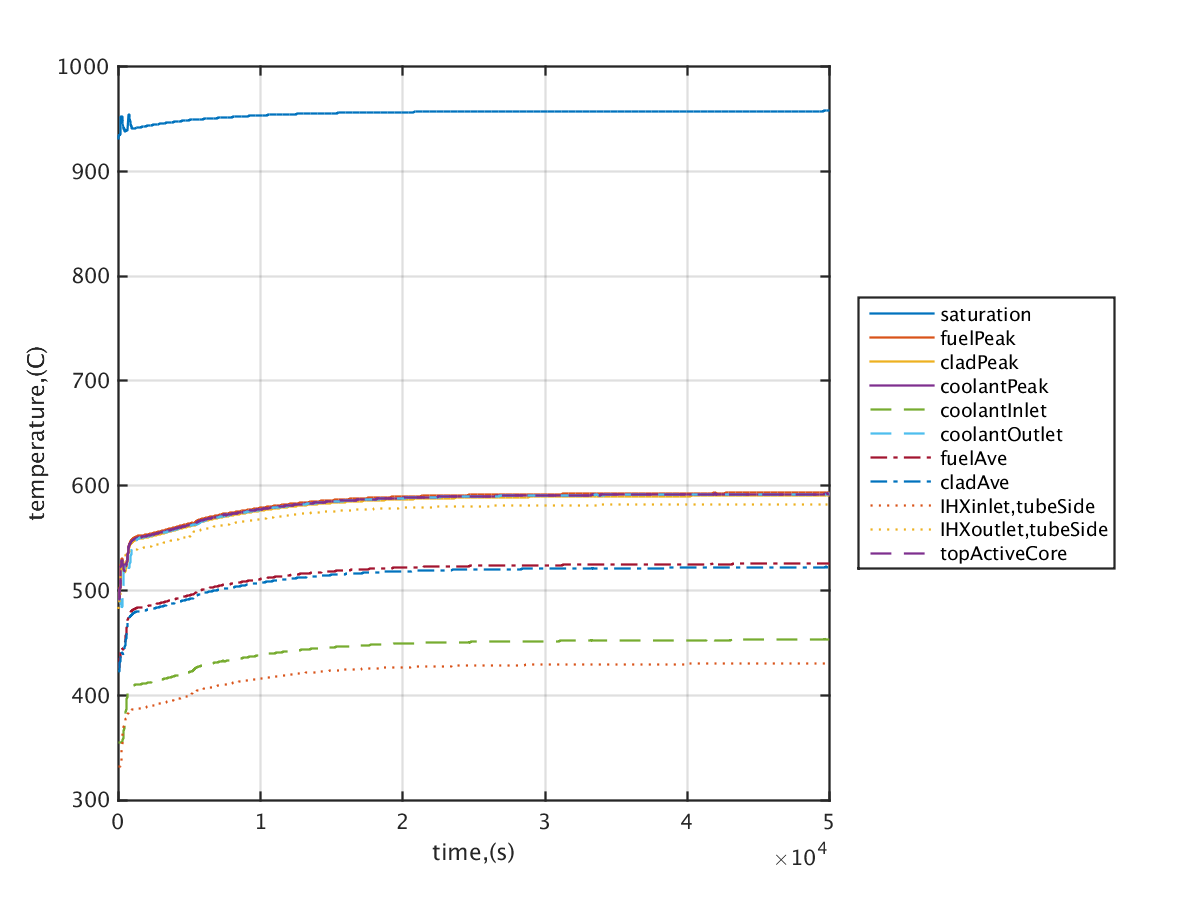 1000
900
800
700
600
500
400
300
temperature,(C)
0
1
2
3
4
5
time,(s)
×10^4
saturation
fuelPeak
cladPeak
coolantPeak
coolantInlet
coolantOutlet
fuelAve
cladAve
IHXinlet,tubeSide
IHXoutlet,tubeSide
topActiveCore